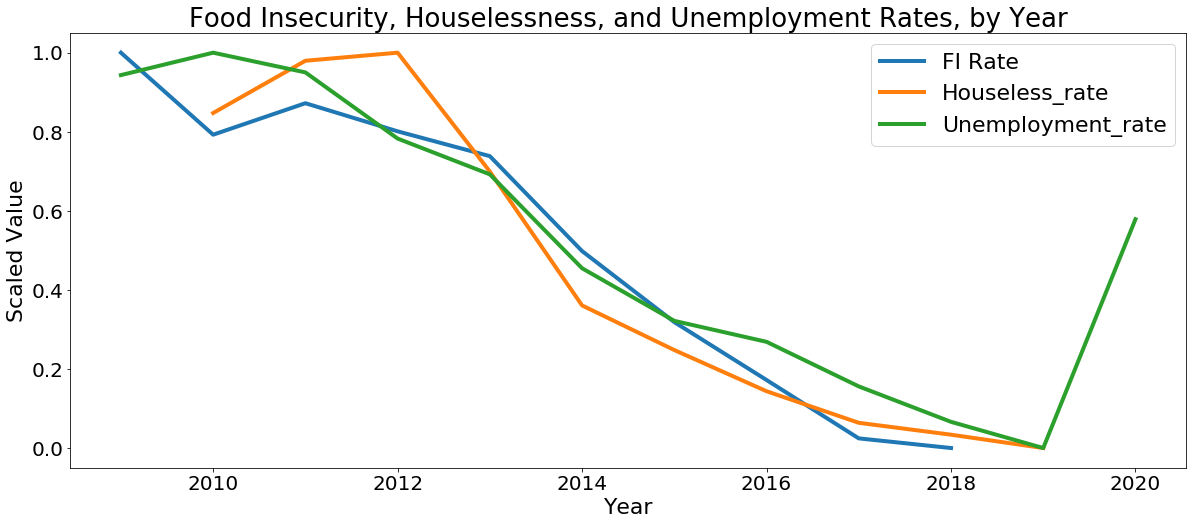 Food Insecurity, Houselessness, and Unemployment Rates, by Year
FI Rate
Houseless_rate
Unemployment_rate
Scaled Value
1.0
0.8
0.6
0.4
0.2
0.0
2010 2012 2014 2016 2018 2020
Year